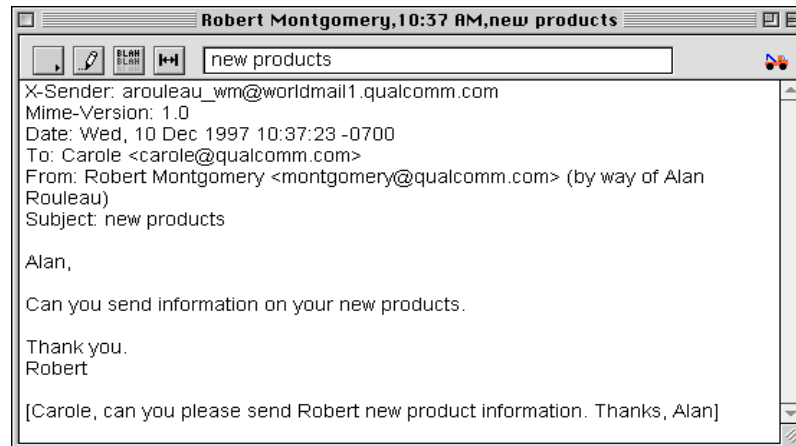 Robert Montgomery,10:37 AM,new products
BLAH
BLAH
BLAH
new products
X-Sender: arouleau_wm@worldmail1.qualcomm.com
Mime-Version: 1.0
Date: Wed, 10 Dec 1997 10:37:23 -0700
To: Carole <carole@qualcomm.com>
From: Robert Montgomery <montgomery@qualcomm.com> (by way of Alan
Rouleau)
Subject: new products
Alan,
Can you send information on your new products.
Thank you.
Robert
[Carole, can you please send Robert new product information. Thanks, Alan]